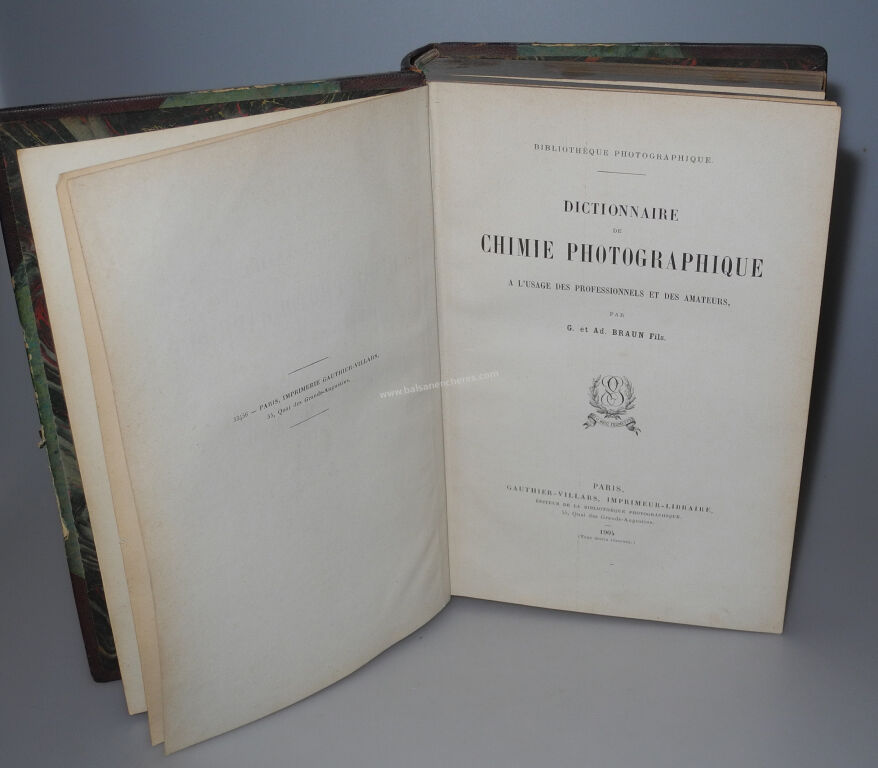 33456 — PARIS, IMPRIMERIE GAUTHIER-VILLARS,
55, Quai des Grands-Augustins.
www.balsanencheres.com
BIBLIOTHÈQUE PHOTOGRAPHIQUE.
DICTIONNAIRE
DE
CHIMIE PHOTOGRAPHIQUE
A L'USAGE DES PROFESSIONNELS ET DES AMATEURS,
PAR
G. et Ad. BRAUN Fils.
PARIS,
GAUTHIER-VILLARS, IMPRIMEUR-LIBRAIRE,
ÉDITEUR DE LA BIBLIOTHÈQUE PHOTOGRAPHIQUE,
55, Quai des Grands-Augustins.
1904
(Tous droits réservés.)